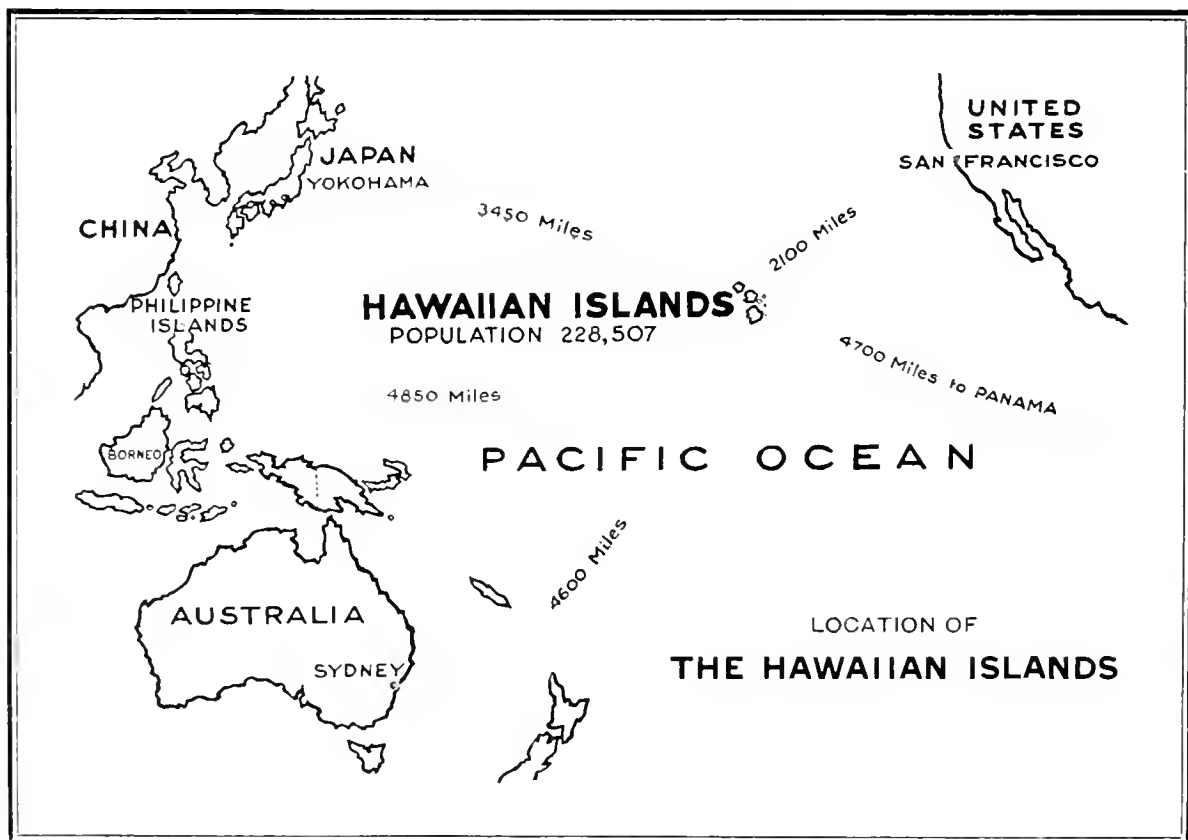 UNITED
STATES
SAN FRANCISCO
JAPAN
YOKOHAMA
CHINA
3450 Miles
2100 Miles
PHILIPPINE
ISLANDS
HAWAIIAN ISLANDS
POPULATION 228,507
4700 Miles to PANAMA
4850 Miles
BORNEO
PACIFIC OCEAN
4600 Miles
AUSTRALIA
SYDNEY
LOCATION OF
THE HAWAIIAN ISLANDS